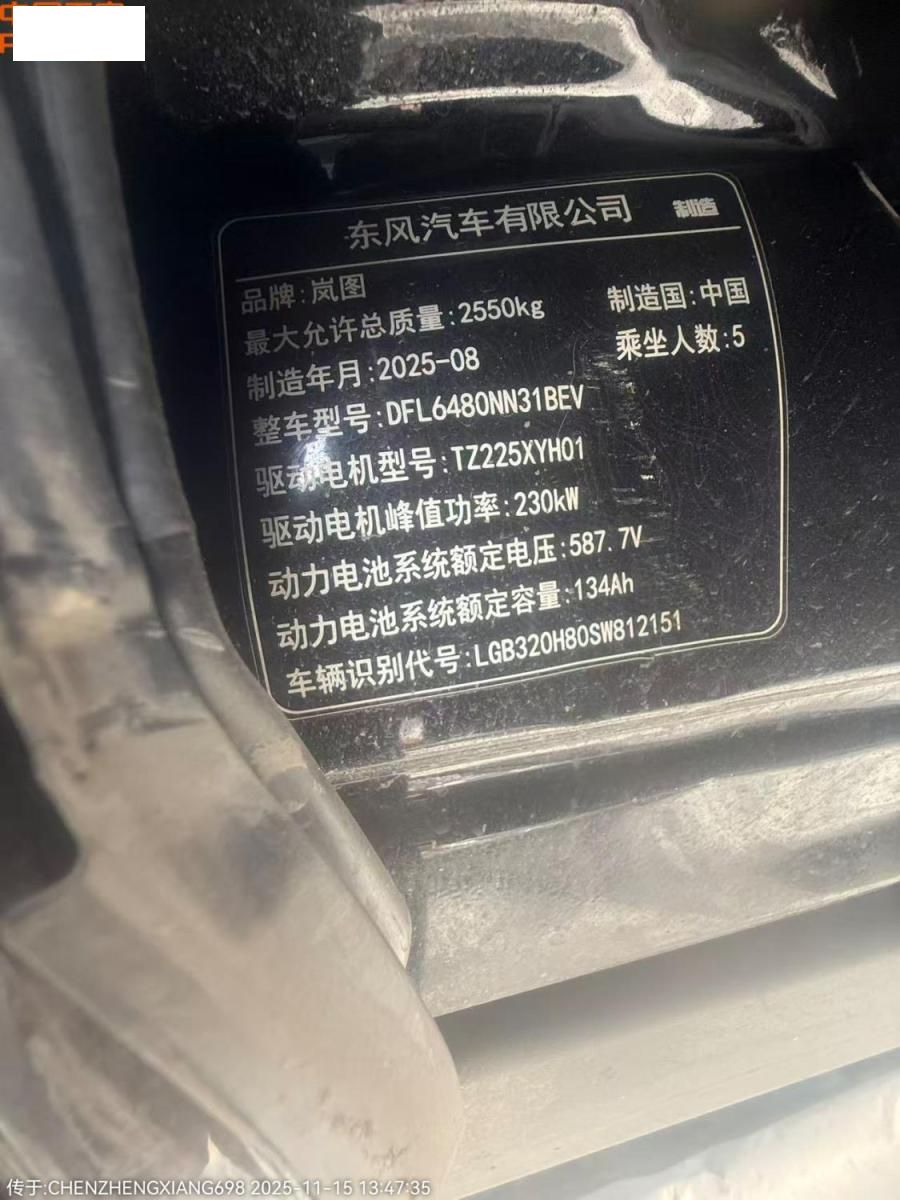 东风汽车有限公司 制造
品牌:岚图
最大允许总质量:2550kg 制造国:中国
制造年月:2025-08 乘坐人数:5
整车型号:DFL6480NN31BEV
驱动电机型号:TZ225XYH01
驱动电机峰值功率:230kW
动力电池系统额定电压:587.7V
动力电池系统额定容量:134Ah
车辆识别代号:LGB320H80SW812151
传于:CHENZHENGXIANG698 2025-11-15 13:47:35